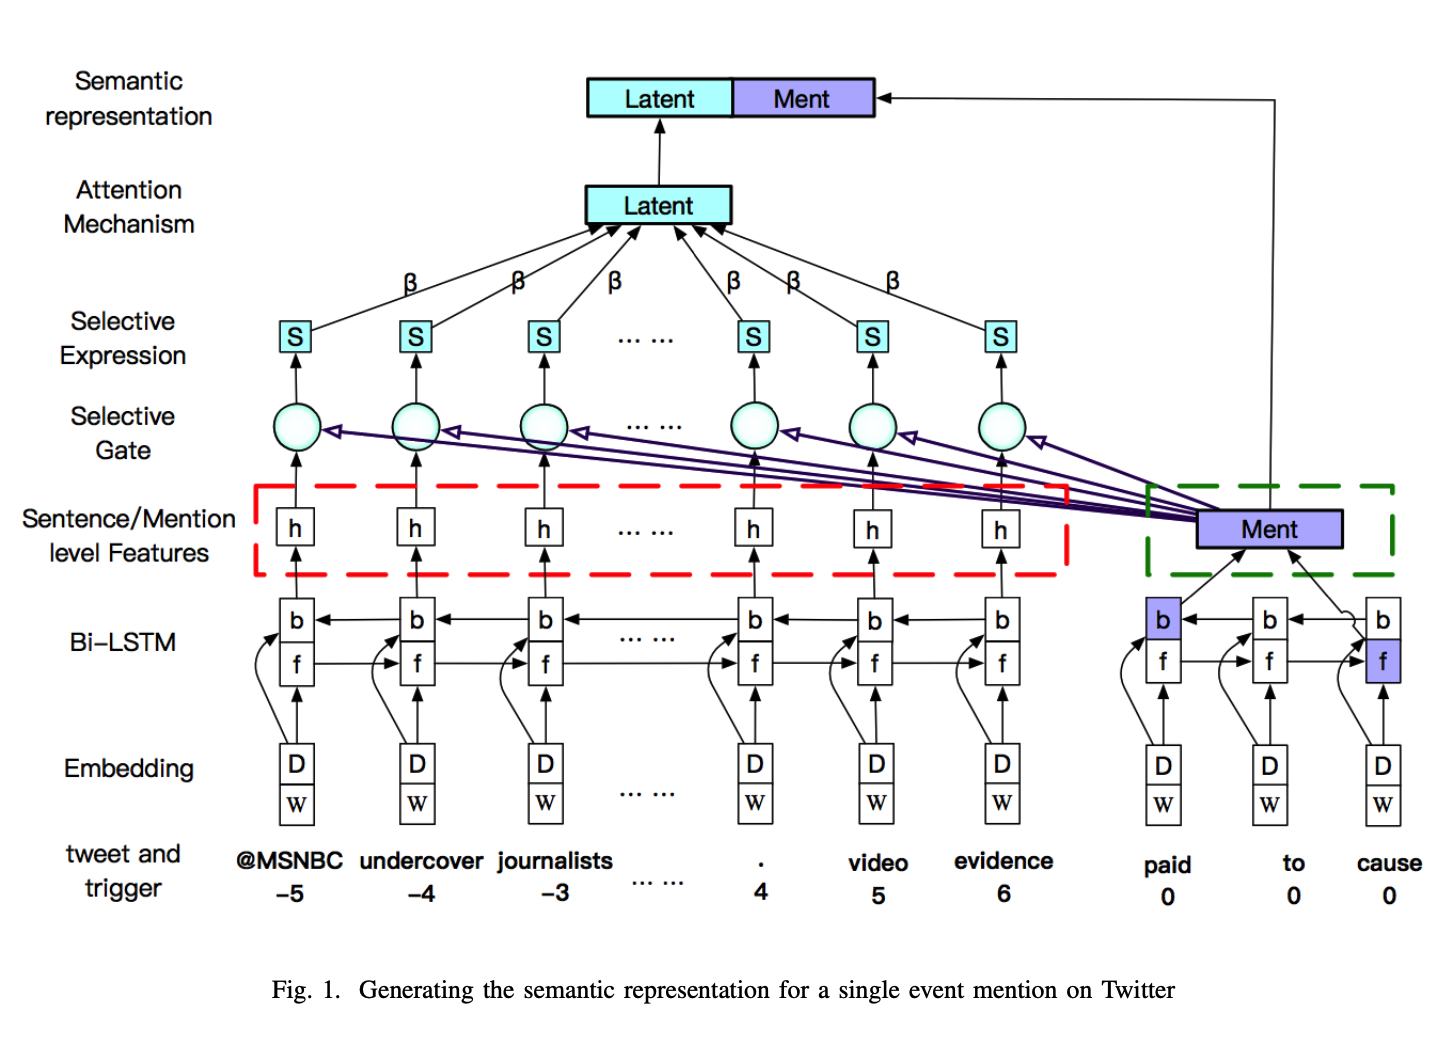 Semantic
representation
Latent Ment
Attention
Mechanism
Latent
β β β β β β
Selective
Expression
S S S ... ... S S S
Selective
Gate
... ...
Sentence/Mention
level Features
h h h ... ... h h h
Ment
Bi-LSTM
b b b b b b b b b
... ...
f f f f f f f f f
Embedding
D D D D D D D D D
... ...
W W W W W W W W W
tweet and
trigger
@MSNBC undercover journalists . video evidence paid to cause
-5 -4 -3 ... ... 4 5 6 0 0 0
Fig. 1. Generating the semantic representation for a single event mention on Twitter